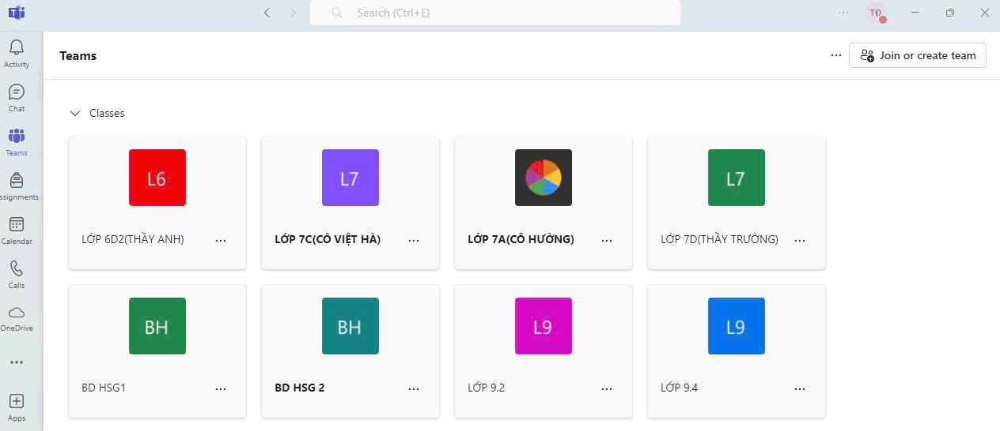 Search (Ctrl+E)
TĐ
Activity
Chat
Teams
ssignments
Calendar
Calls
OneDrive
Apps
Teams
Join or create team
Classes
L6
L7
L7
LỚP 6D2(THẦY ANH)
LỚP 7C(CÔ VIỆT HÀ)
LỚP 7A(CÔ HƯỜNG)
LỚP 7D(THẦY TRƯỜNG)
BH
BH
L9
L9
BD HSG1
BD HSG 2
LỚP 9.2
LỚP 9.4